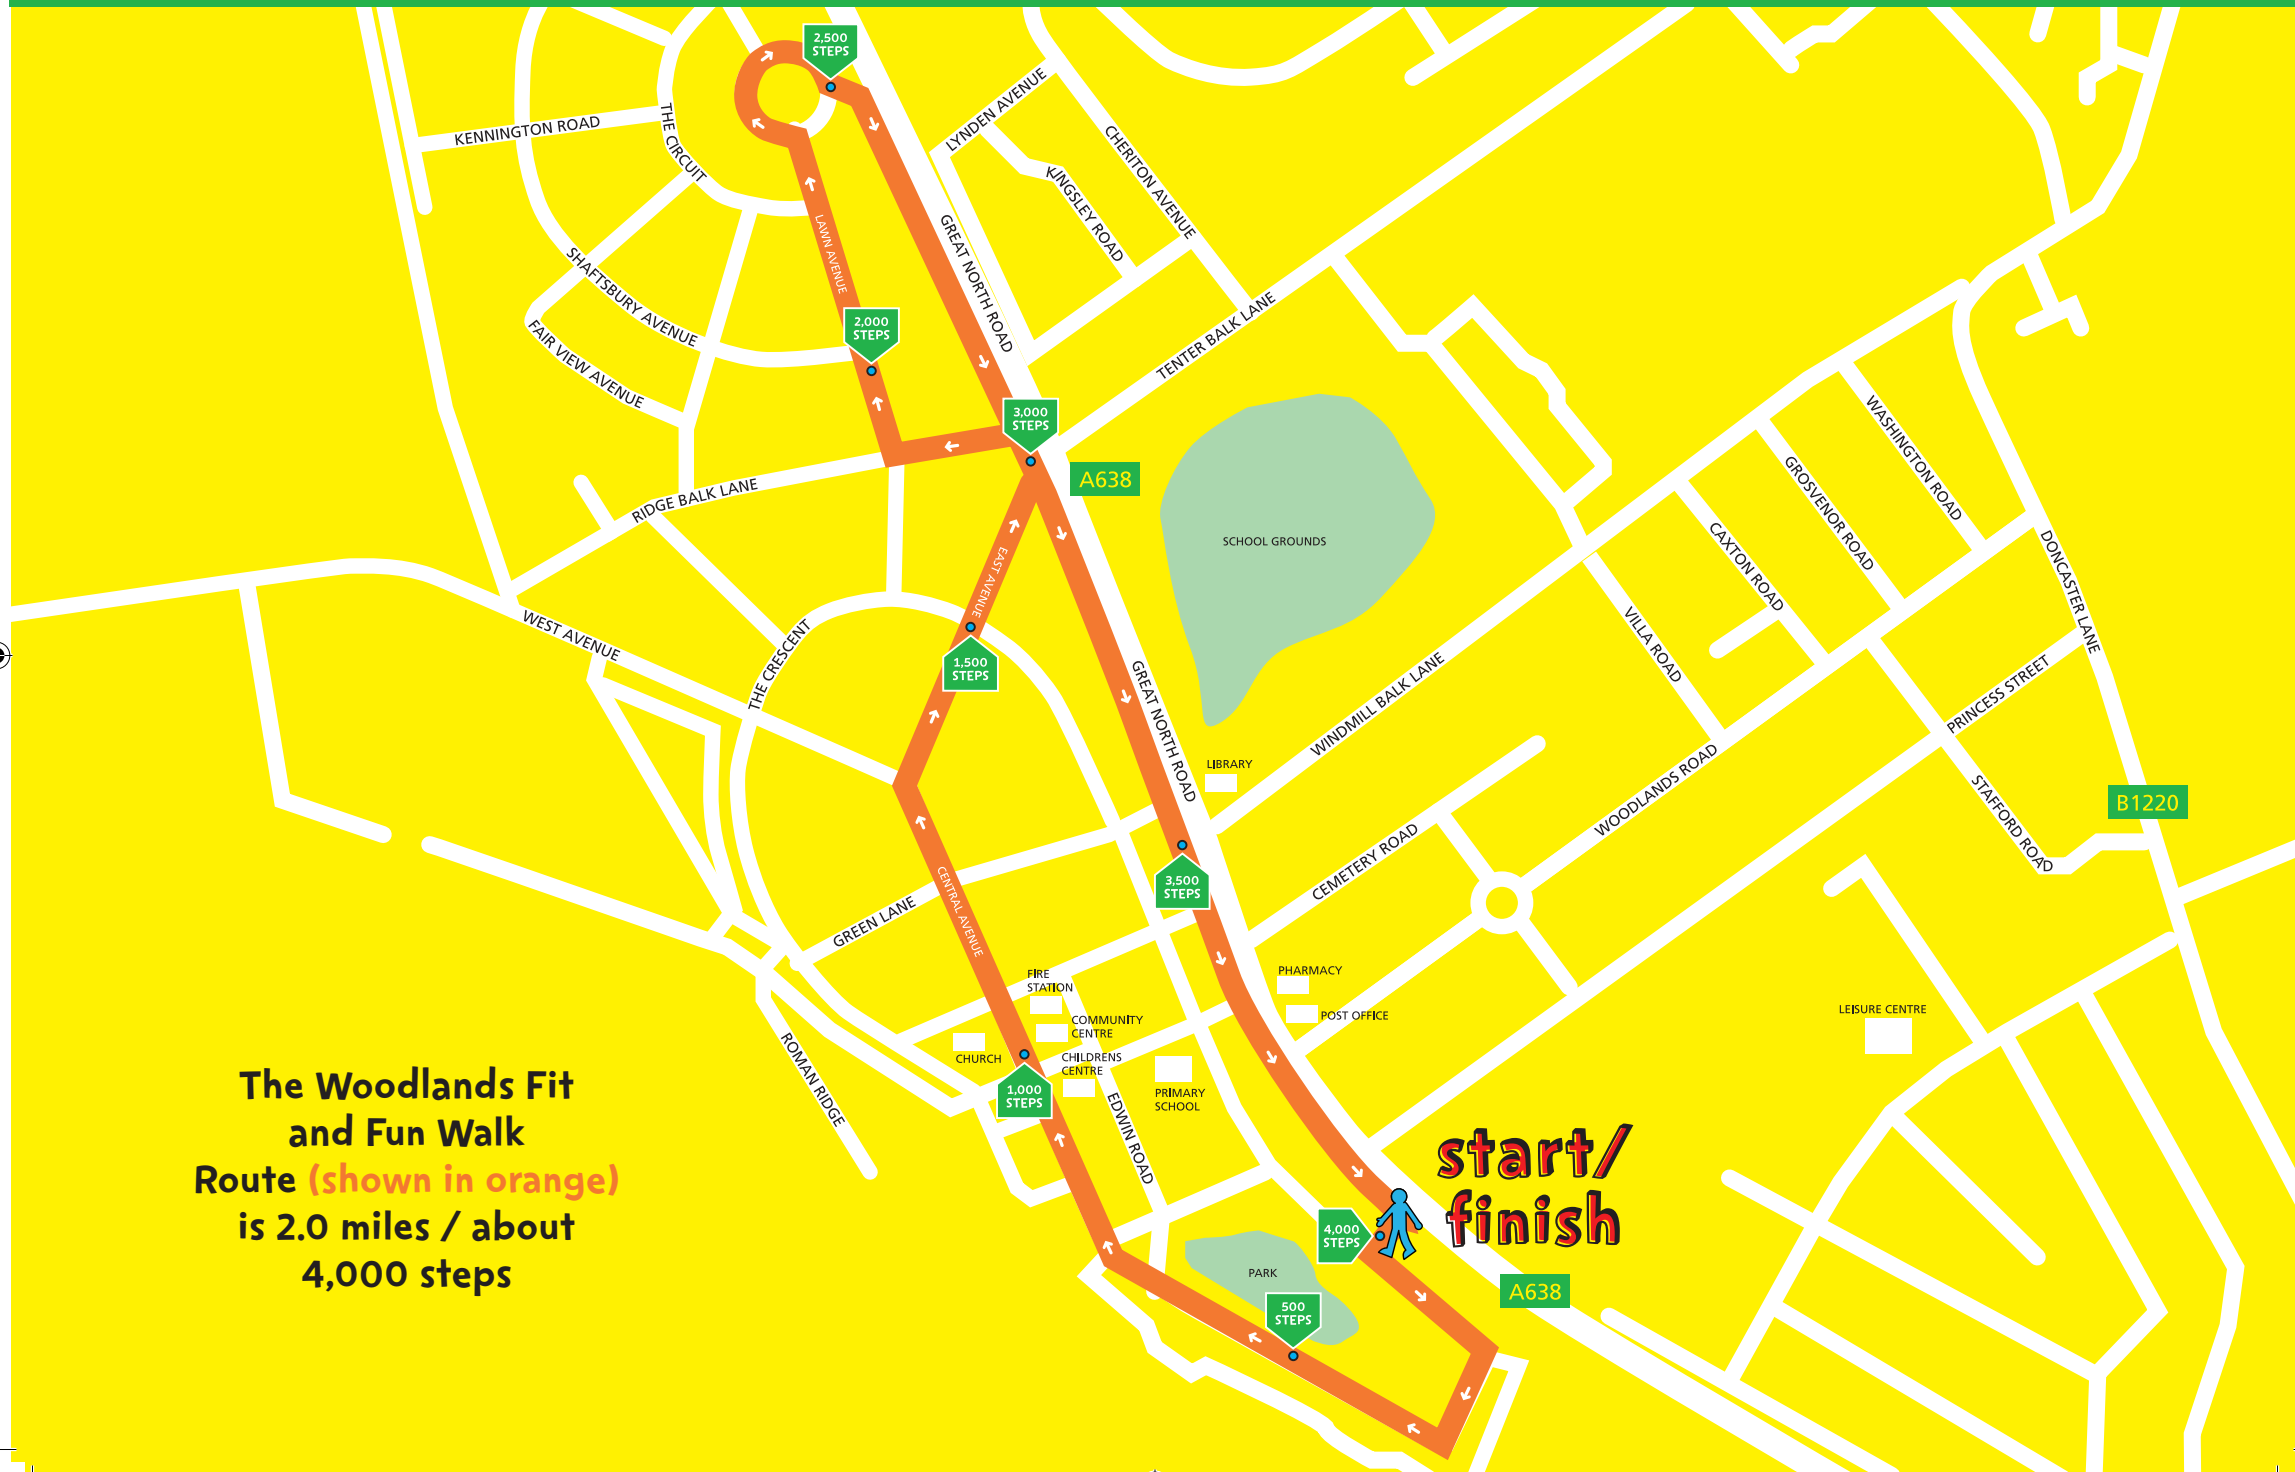 2,500
STEPS
LYNDEN AVENUE
KENNINGTON ROAD
THE CIRCUIT
CHERITON AVENUE
KINGSLEY ROAD
LAWN AVENUE
GREAT NORTH ROAD
SHAFTSBURY AVENUE
FAIR VIEW AVENUE
2,000
STEPS
TENTER BALK LANE
3,000
STEPS
A638
WASHINGTON ROAD
GROSVENOR ROAD
CAXTON ROAD
RIDGE BALK LANE
SCHOOL GROUNDS
EAST AVENUE
DONCASTER LANE
WEST AVENUE
THE CRESCENT
VILLA ROAD
1,500
STEPS
GREAT NORTH ROAD
WINDMILL BALK LANE
PRINCESS STREET
LIBRARY
WOODLANDS ROAD
STAFFORD ROAD
B1220
CEMETERY ROAD
3,500
STEPS
CENTRAL AVENUE
GREEN LANE
FIRE
STATION
PHARMACY
POST OFFICE
LEISURE CENTRE
COMMUNITY
CENTRE
CHURCH
CHILDRENS
CENTRE
ROMAN RIDGE
1,000
STEPS
PRIMARY
SCHOOL
EDWIN ROAD
The Woodlands Fit
and Fun Walk
Route (shown in orange)
is 2.0 miles / about
4,000 steps
start/
finish
4,000
STEPS
PARK
A638
500
STEPS